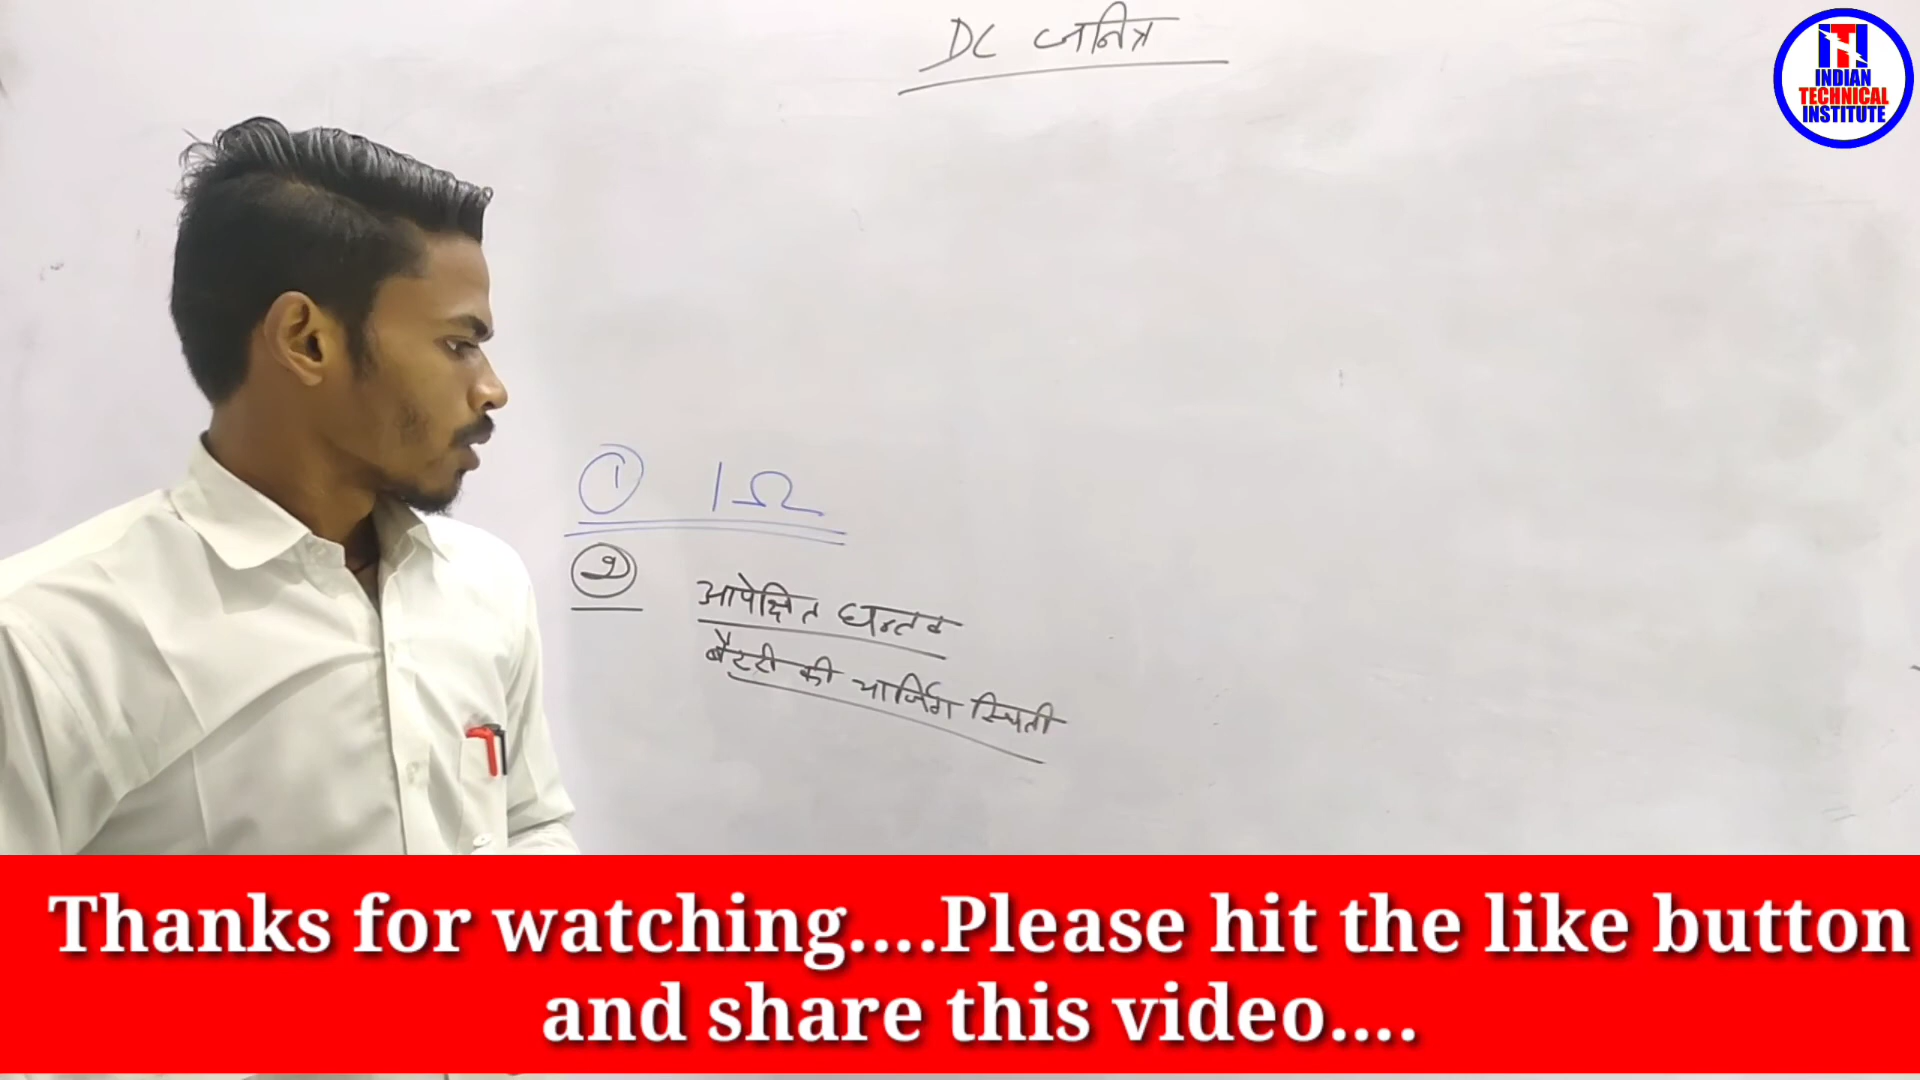 DC जनित्र
ITI
INDIAN
TECHNICAL
INSTITUTE
① 1Ω
② आपेक्षित घनत्व
बैटरी की चार्जिंग स्थिती
Thanks for watching....Please hit the like button
and share this video....